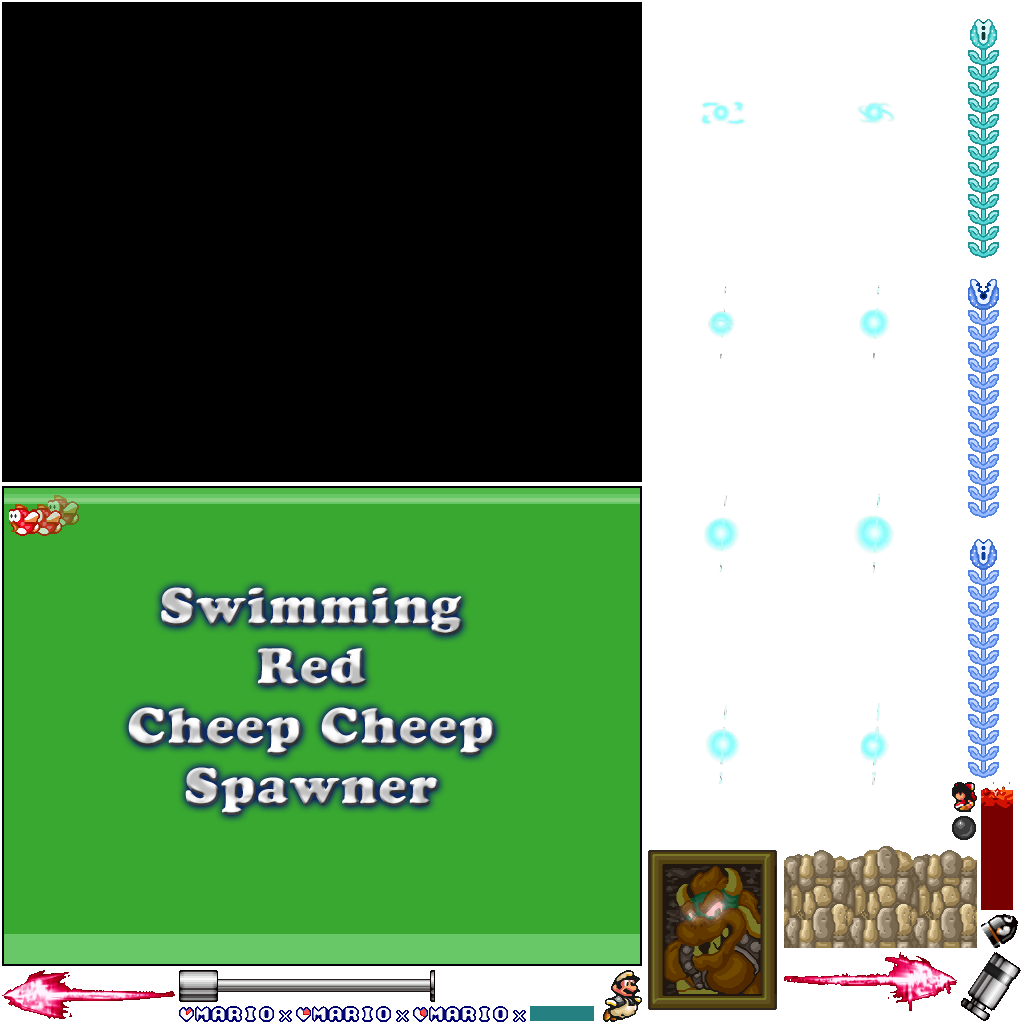 Swimming
Red
Cheep Cheep
Spawner
MARIO x MARIO x MARIO x